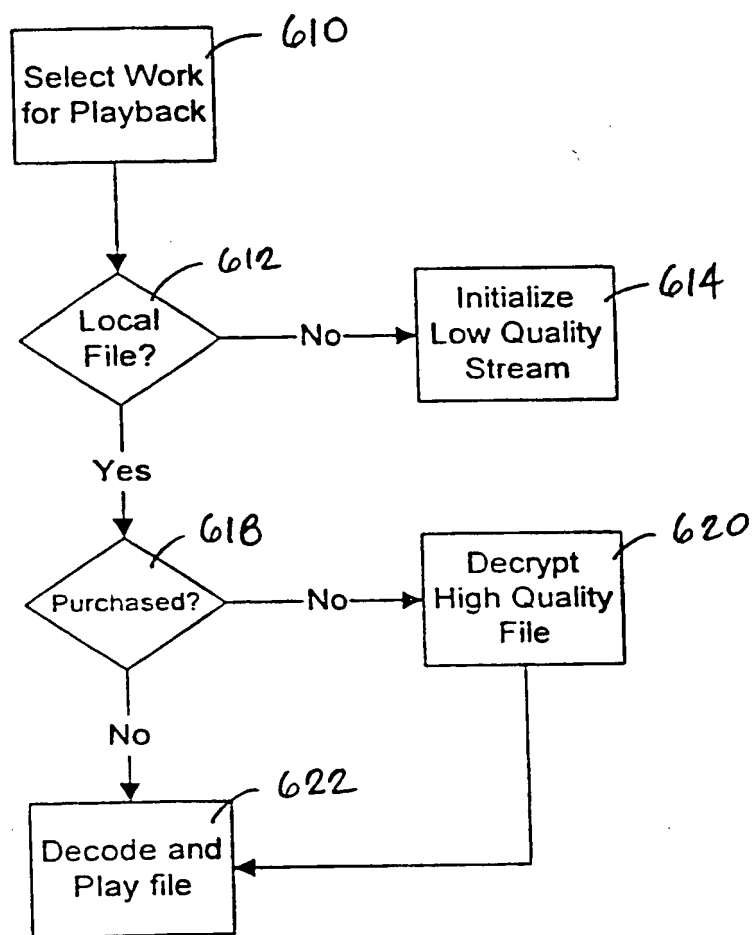 610
Select Work
for Playback
612
Local
File?
No
614
Initialize
Low Quality
Stream
Yes
618
Purchased?
No
620
Decrypt
High Quality
File
No
622
Decode and
Play file